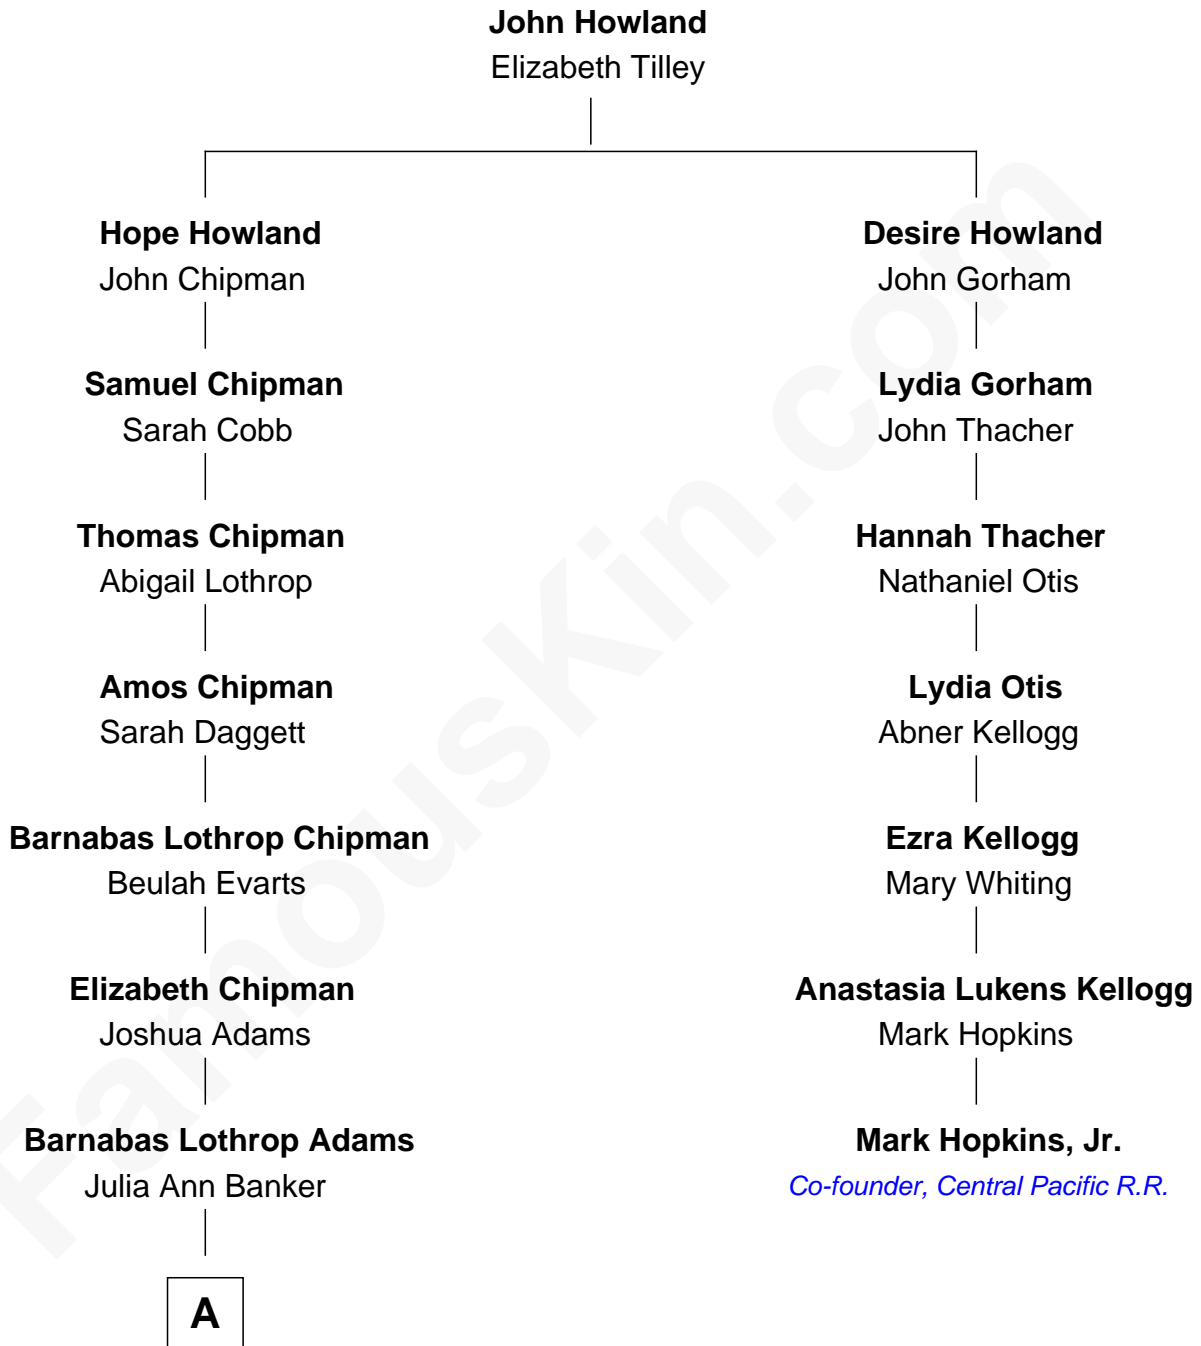 John Howland
Elizabeth Tilley
Hope Howland
John Chipman
Desire Howland
John Gorham
Samuel Chipman
Sarah Cobb
Lydia Gorham
John Thacher
Thomas Chipman
Abigail Lothrop
Hannah Thacher
Nathaniel Otis
Amos Chipman
Sarah Daggett
Lydia Otis
Abner Kellogg
Barnabas Lothrop Chipman
Beulah Evarts
Ezra Kellogg
Mary Whiting
Elizabeth Chipman
Joshua Adams
Anastasia Lukens Kellogg
Mark Hopkins
Barnabas Lothrop Adams
Julia Ann Banker
Mark Hopkins, Jr.
Co-founder, Central Pacific R.R.
A
FamousKin.com